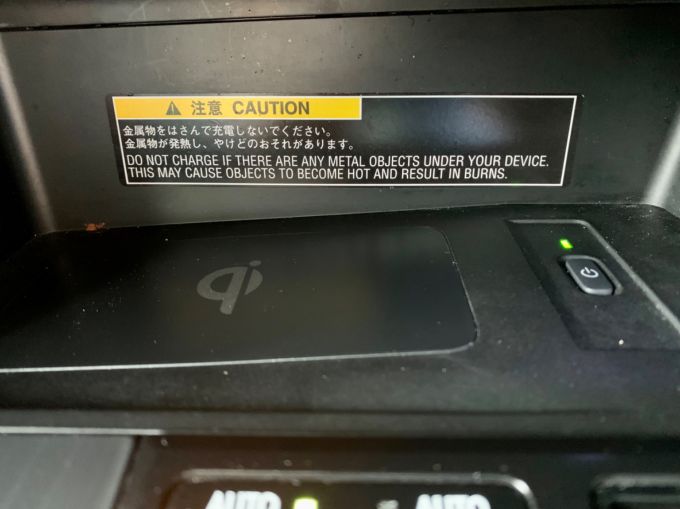 注意 CAUTION
金属物をはさんで充電しないでください。
金属物が発熱し、やけどのおそれがあります。
DO NOT CHARGE IF THERE ARE ANY METAL OBJECTS UNDER YOUR DEVICE.
THIS MAY CAUSE OBJECTS TO BECOME HOT AND RESULT IN BURNS.
qi
AUTO AUTO